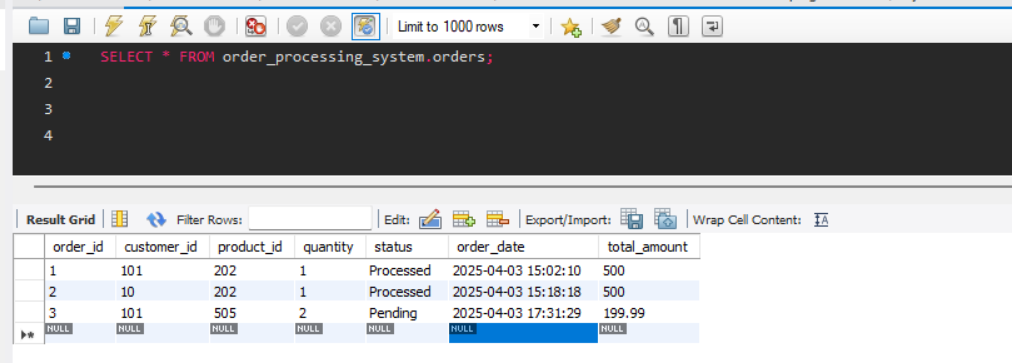 Limit to 1000 rows
1 SELECT * FROM order_processing_system.orders;
2
3
4
Result Grid Filter Rows: Edit: Export/Import: Wrap Cell Content: IA
order_id customer_id product_id quantity status order_date total_amount
1 101 202 1 Processed 2025-04-03 15:02:10 500
2 10 202 1 Processed 2025-04-03 15:18:18 500
3 101 505 2 Pending 2025-04-03 17:31:29 199.99
NULL NULL NULL NULL NULL NULL NULL